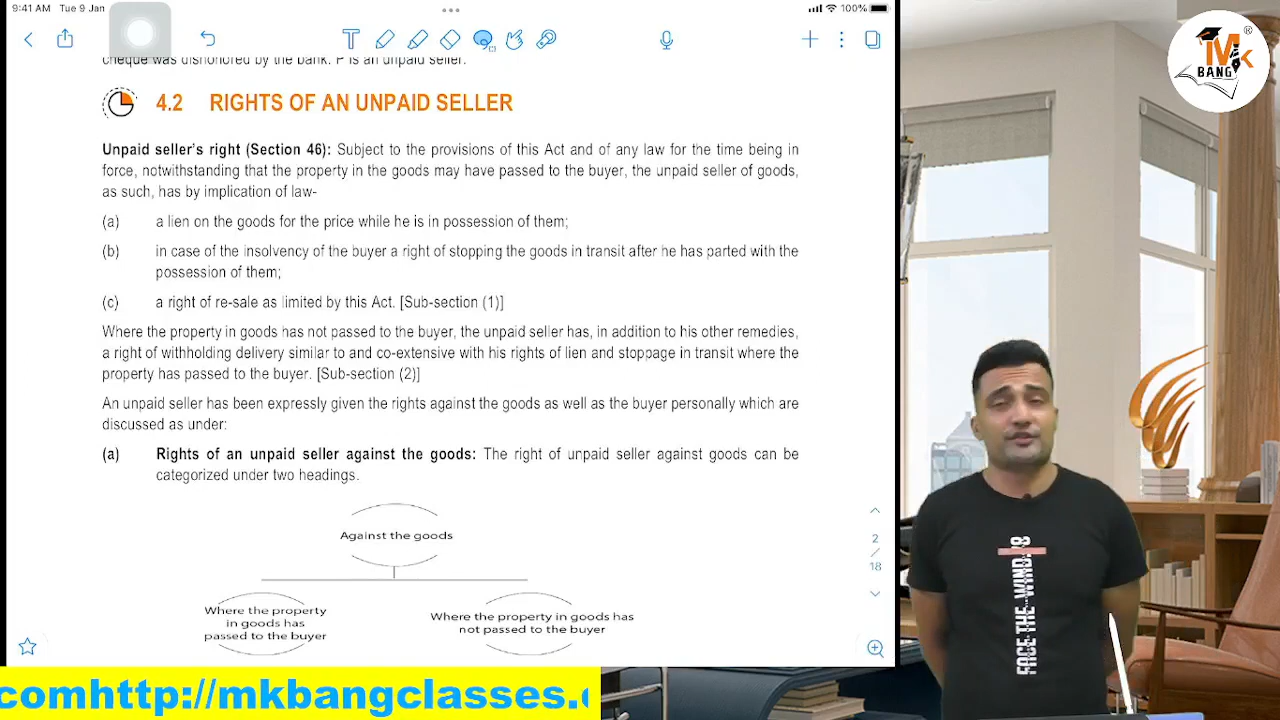 9:41 AM Tue 9 Jan
100%
cheque was dishonored by the bank. P is an unpaid seller.
4.2 RIGHTS OF AN UNPAID SELLER
Unpaid seller's right (Section 46): Subject to the provisions of this Act and of any law for the time being in
force, notwithstanding that the property in the goods may have passed to the buyer, the unpaid seller of goods,
as such, has by implication of law-
(a) a lien on the goods for the price while he is in possession of them;
(b) in case of the insolvency of the buyer a right of stopping the goods in transit after he has parted with the
possession of them;
(c) a right of re-sale as limited by this Act. [Sub-section (1)]
Where the property in goods has not passed to the buyer, the unpaid seller has, in addition to his other remedies,
a right of withholding delivery similar to and co-extensive with his rights of lien and stoppage in transit where the
property has passed to the buyer. [Sub-section (2)]
An unpaid seller has been expressly given the rights against the goods as well as the buyer personally which are
discussed as under:
(a) Rights of an unpaid seller against the goods: The right of unpaid seller against goods can be
categorized under two headings.
Against the goods
Where the property
in goods has
passed to the buyer
Where the property in goods has
not passed to the buyer
2
/
18
comhttp://mkbangclasses.
MK
BANG
®
FACE THE WIND